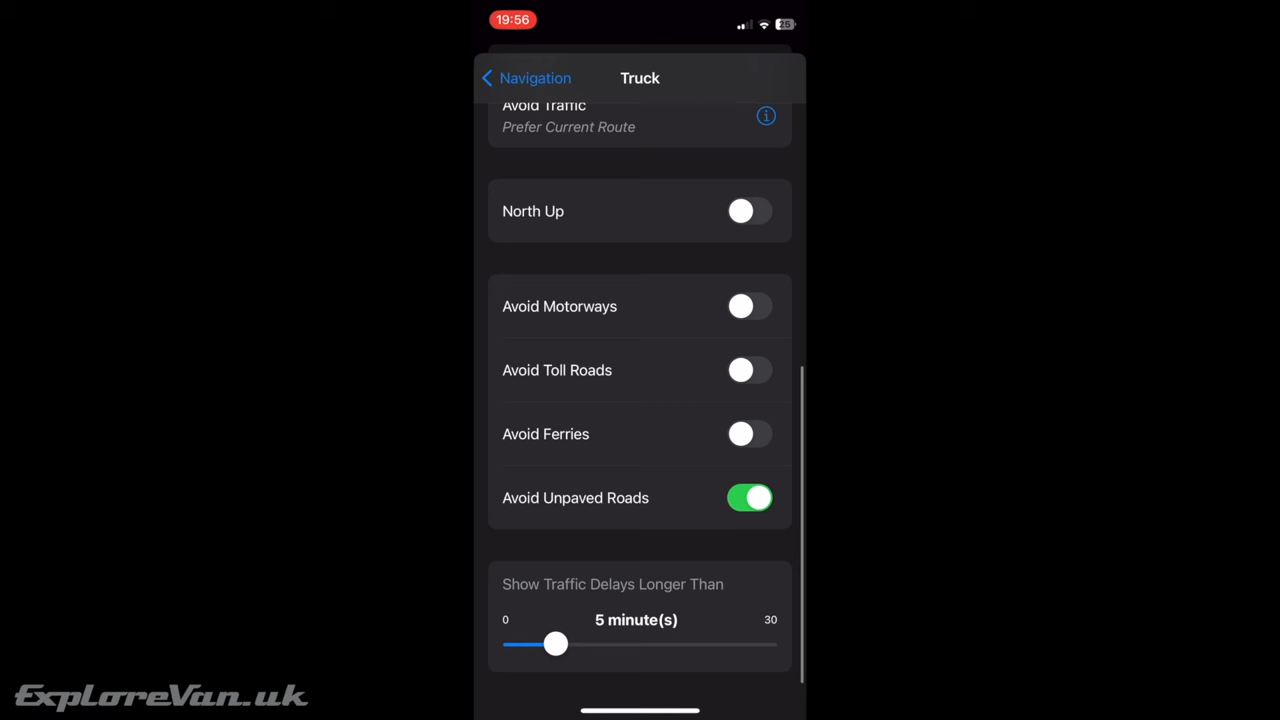 19:56
25
Navigation
Truck
Avoid Traffic
Prefer Current Route
North Up
Avoid Motorways
Avoid Toll Roads
Avoid Ferries
Avoid Unpaved Roads
Show Traffic Delays Longer Than
0
5 minute(s)
30
ExploreVan.uk